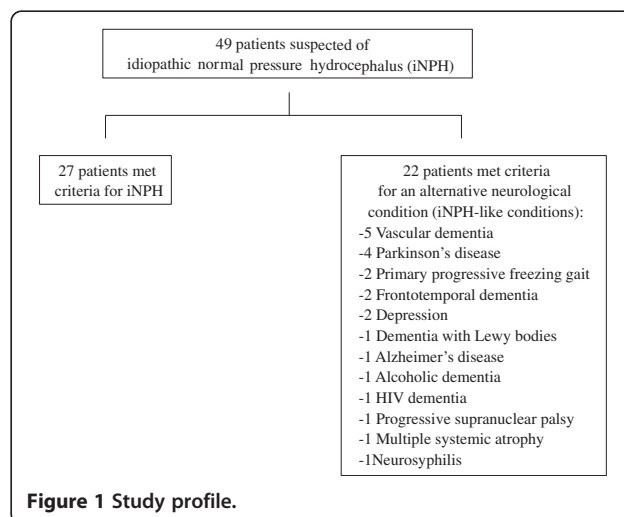 49 patients suspected of
idiopathic normal pressure hydrocephalus (iNPH)
27 patients met
criteria for iNPH
22 patients met criteria
for an alternative neurological
condition (iNPH-like conditions):
-5 Vascular dementia
-4 Parkinson's disease
-2 Primary progressive freezing gait
-2 Frontotemporal dementia
-2 Depression
-1 Dementia with Lewy bodies
-1 Alzheimer's disease
-1 Alcoholic dementia
-1 HIV dementia
-1 Progressive supranuclear palsy
-1 Multiple systemic atrophy
-1Neurosyphilis
Figure 1 Study profile.